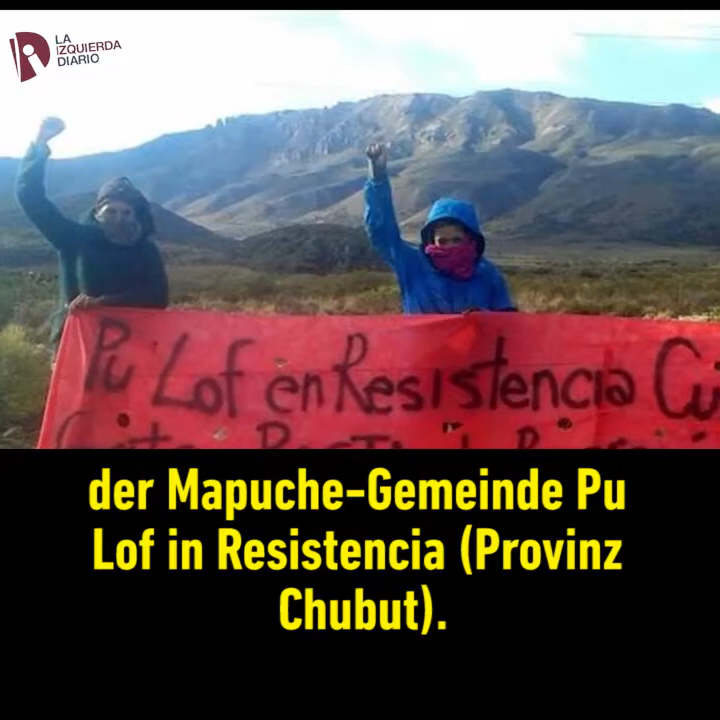 LA
IZQUIERDA
DIARIO
Pu Lof en Resistencia
der Mapuche-Gemeinde Pu
Lof in Resistencia (Provinz
Chubut).